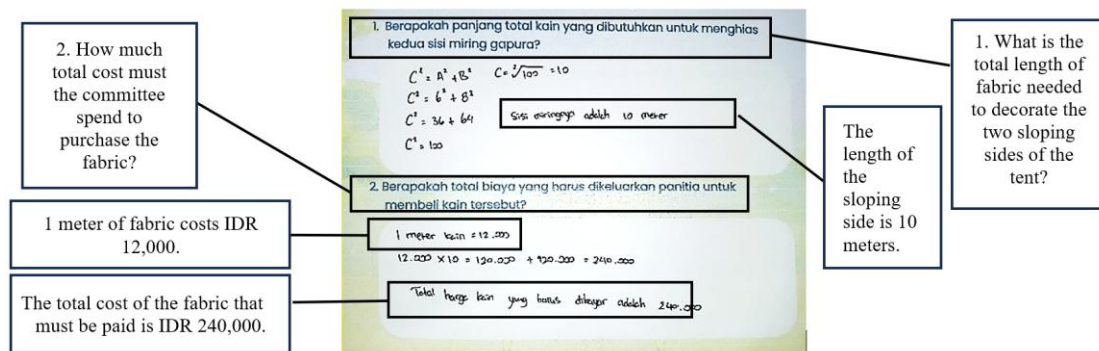 2. How much
total cost must
the committee
spend to
purchase the
fabric?
1 meter of fabric costs IDR
12,000.
The total cost of the fabric that
must be paid is IDR 240,000.
1. Berapakah panjang total kain yang dibutuhkan untuk menghias
kedua sisi miring gapura?
C² = A² + B² C = ²√100 = 10
C² = 6² + 8²
C² = 36 + 64
C² = 100
Sisi miringnya adalah 10 meter
2. Berapakah total biaya yang harus dikeluarkan panitia untuk
membeli kain tersebut?
1 meter kain = 12.000
12.000 × 10 = 120.000 + 120.000 = 240.000
Total harga kain yang harus dibayar adalah 240.000
The
length of
the
sloping
side is 10
meters.
1. What is the
total length of
fabric needed
to decorate the
two sloping
sides of the
tent?